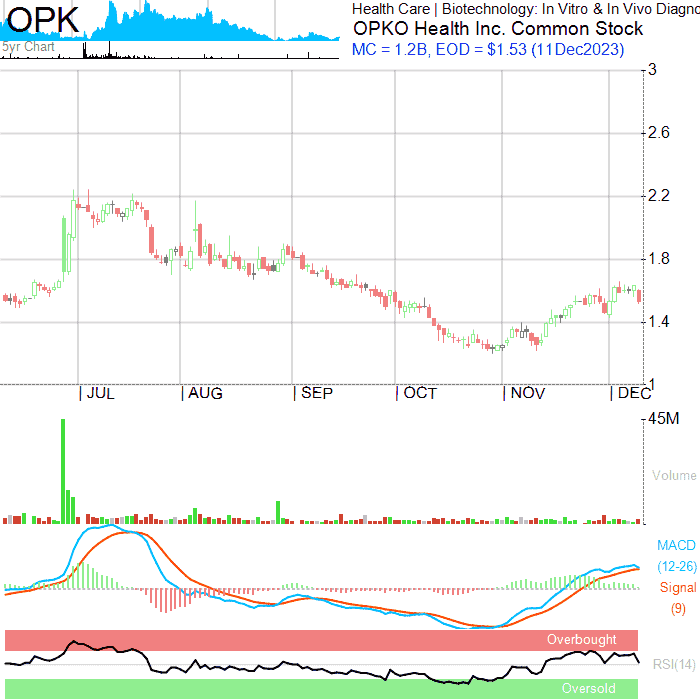 OPK
5yr Chart
Health Care | Biotechnology: In Vitro & In Vivo Diagno
OPKO Health Inc. Common Stock
MC = 1.2B, EOD = $1.53 (11Dec2023)
3
2.6
2.2
1.8
1.4
1
JUL AUG SEP OCT NOV DEC
45M
Volume
MACD
(12-26)
Signal
(9)
Overbought
RSI(14)
Oversold